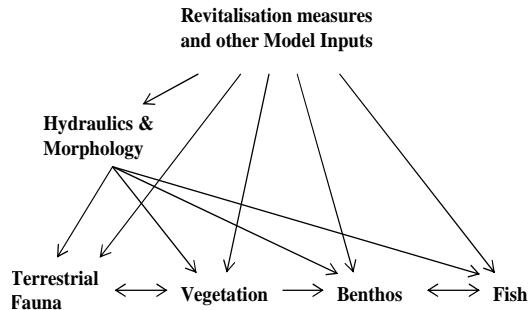 Revitalisation measures
and other Model Inputs
Hydraulics &
Morphology
Terrestrial
Fauna
Vegetation
Benthos
Fish